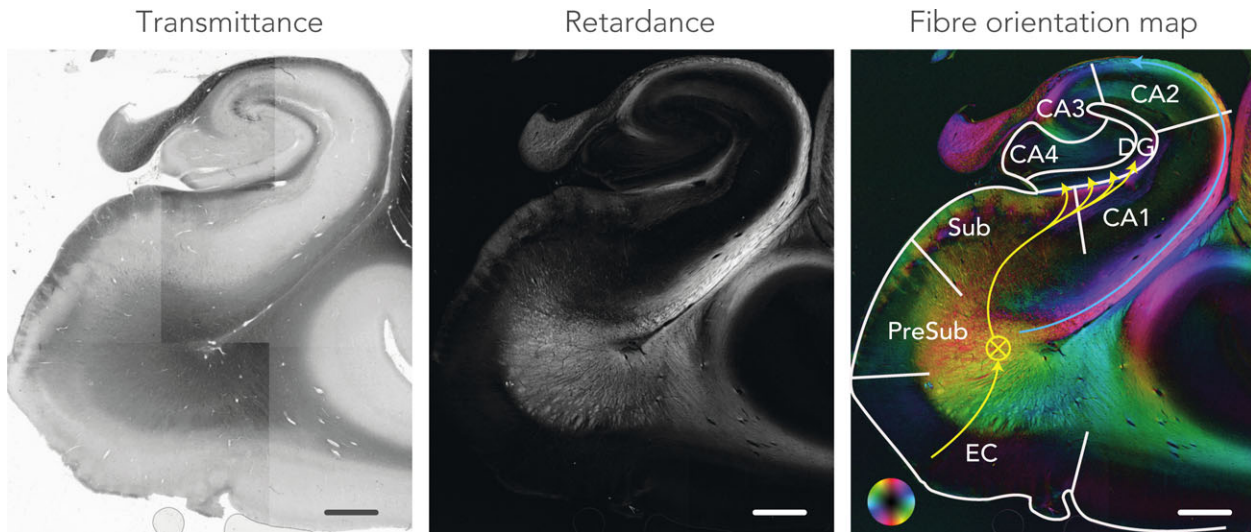 Transmittance
Retardance
Fibre orientation map
CA3
CA2
CA4
DG
CA1
Sub
PreSub
EC